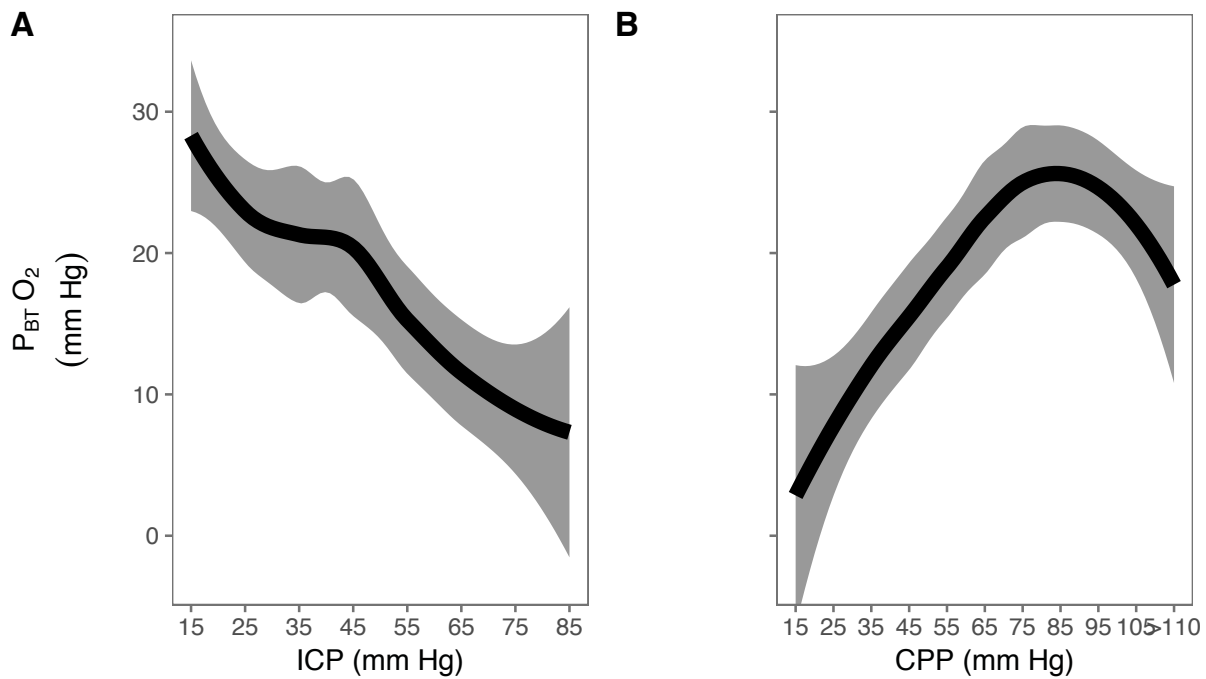 A
B
30
20
10
0
P_BT O₂
(mm Hg)
15 25 35 45 55 65 75 85
ICP (mm Hg)
15 25 35 45 55 65 75 85 95 105 >110
CPP (mm Hg)